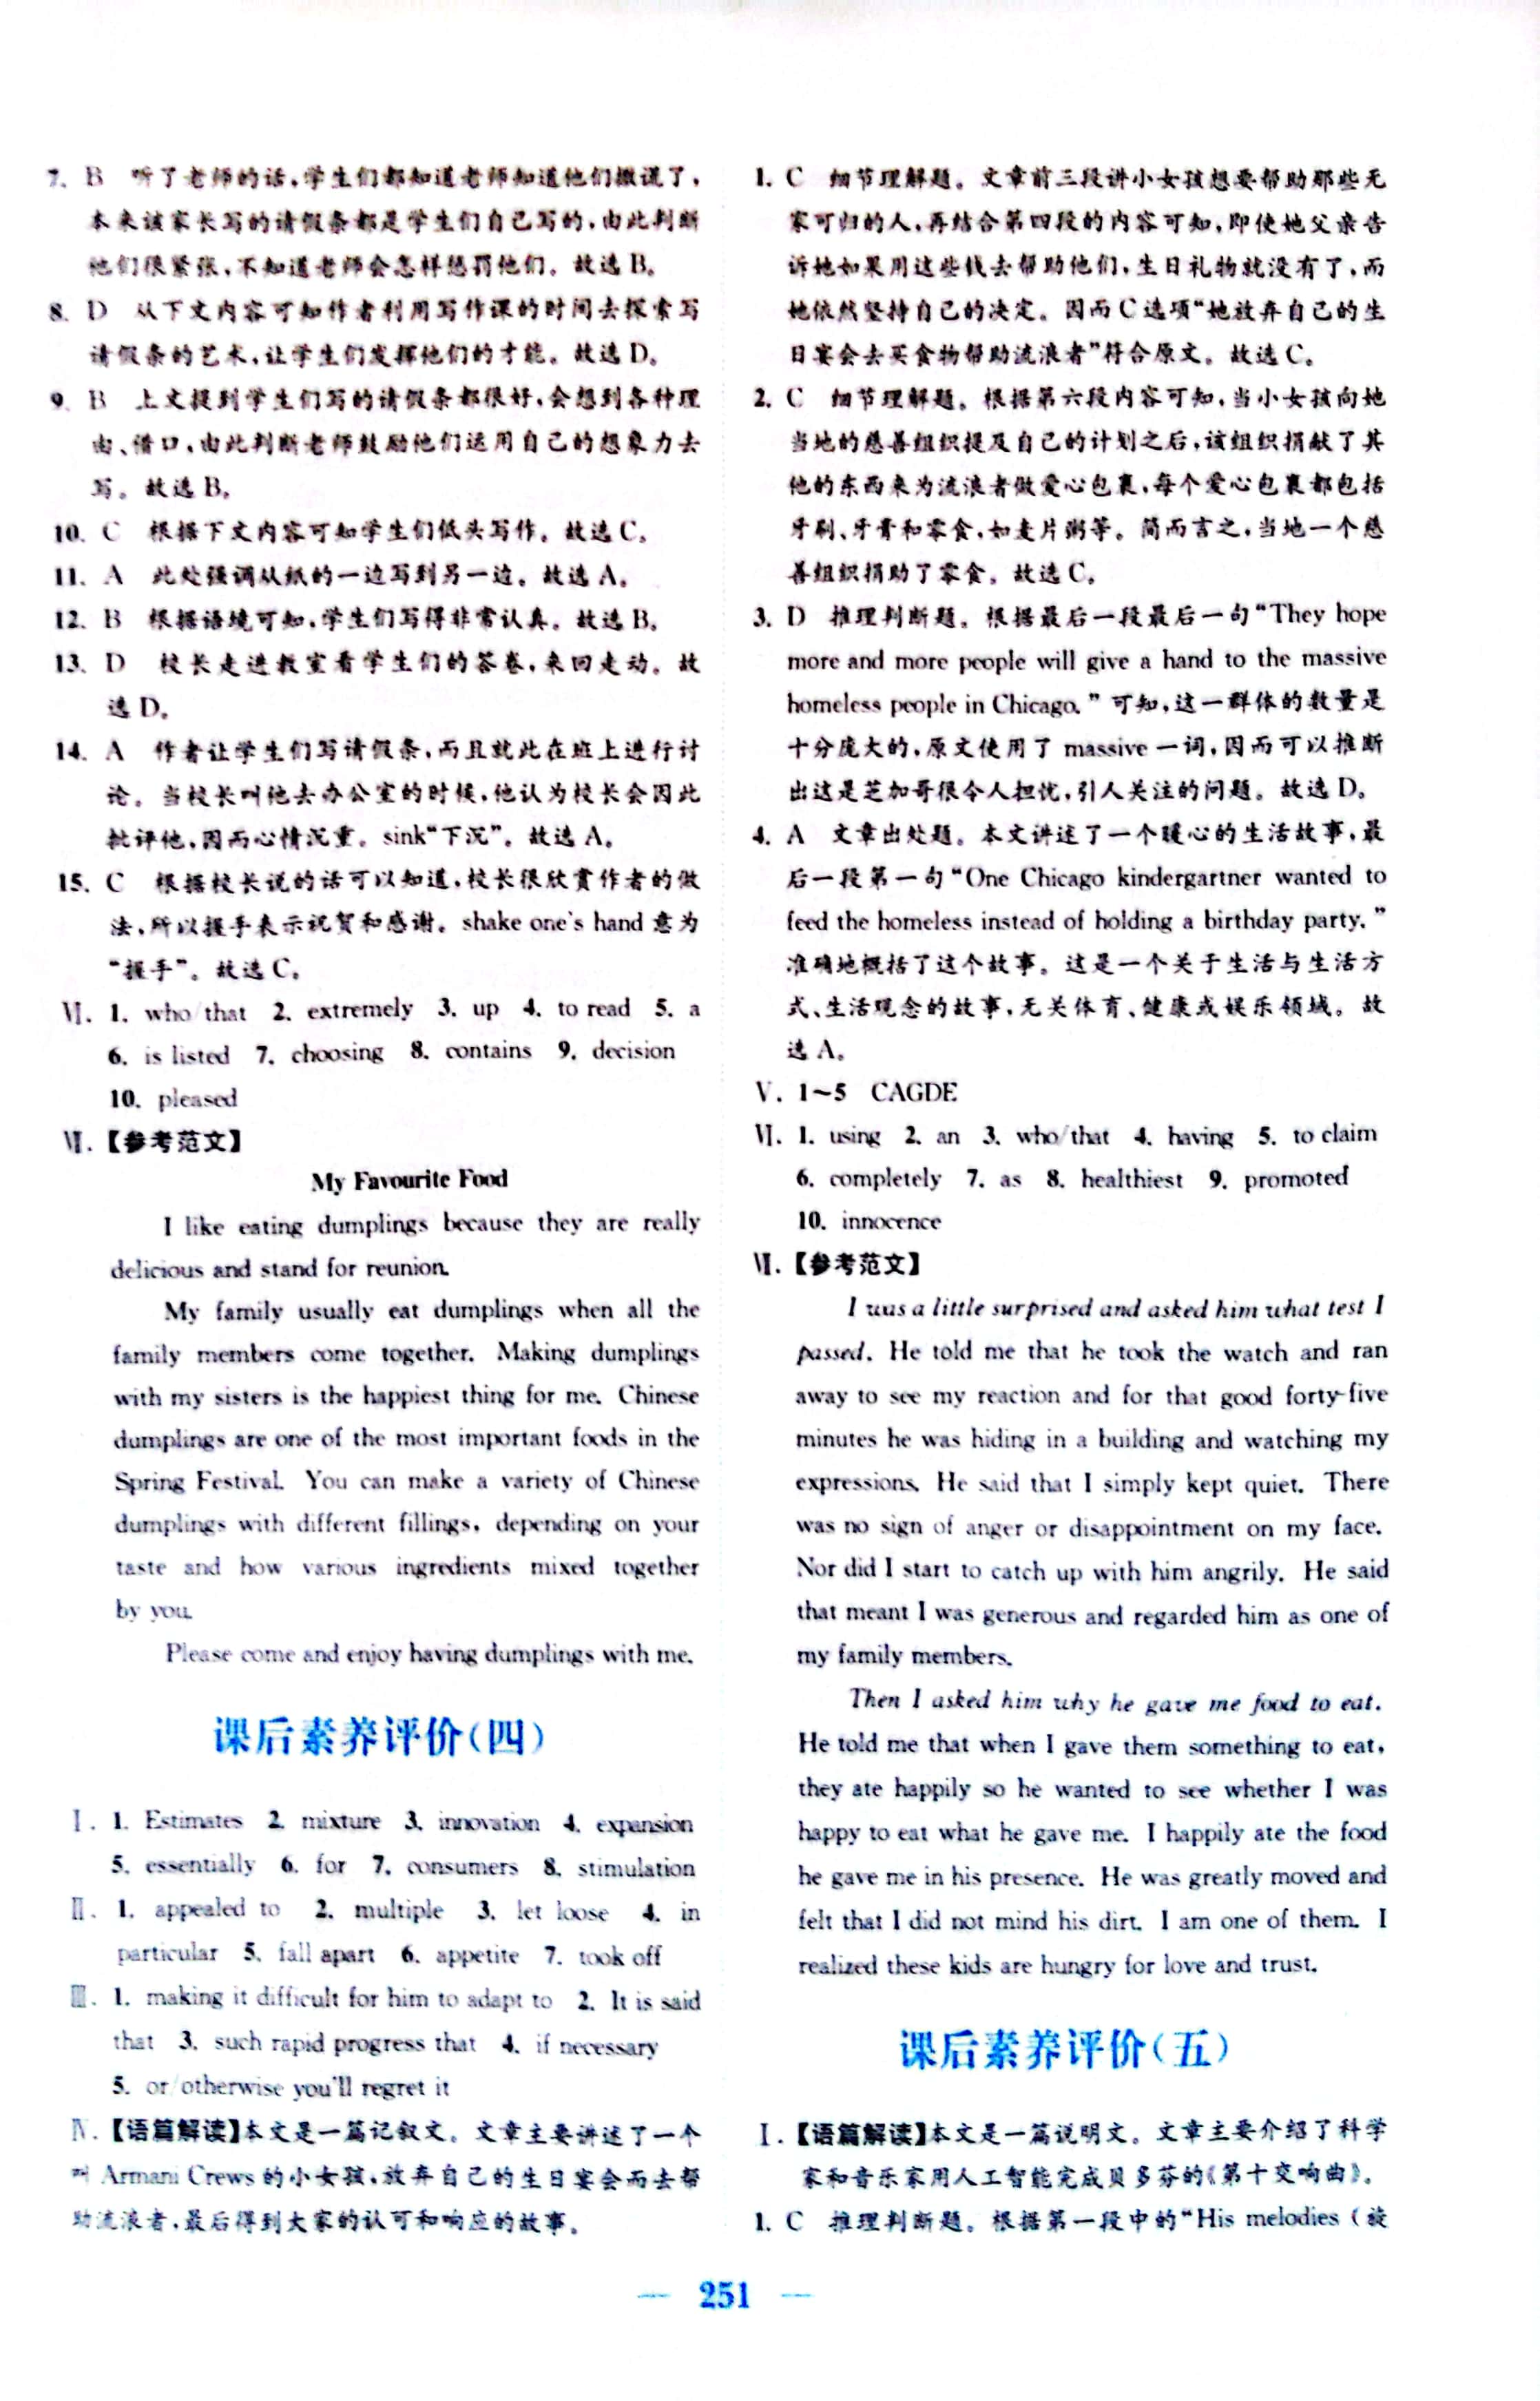 7. B 听了老师的话,学生们都知道老师知道他们撒谎了,
本来该家长写的请假条都是学生们自己写的,由此判断
他们很紧张,不知道老师会怎样惩罚他们。故选B。
8. D 从下文内容可知作者利用写作课的时间去探索写
请假条的艺术,让学生们发挥他们的才能。故选D。
9. B 上文提到学生们写的请假条都很好,会想到各种理
由、借口,由此判断老师鼓励他们运用自己的想象力去
写。故选B。
10. C 根据下文内容可知学生们低头写作。故选C。
11. A 此处强调从纸的一边写到另一边。故选A。
12. B 根据语境可知,学生们写得非常认真。故选B。
13. D 校长走进教室看学生们的答卷,来回走动。故
选D。
14. A 作者让学生们写请假条,而且就此在班上进行讨
论。当校长叫他去办公室的时候,他认为校长会因此
批评他,因而心情沉重。sink“下沉”。故选A。
15. C 根据校长说的话可以知道,校长很欣赏作者的做
法,所以握手表示祝贺和感谢。shake one's hand 意为
“握手”。故选C。
Ⅵ. 1. who/that 2. extremely 3. up 4. to read 5. a
6. is listed 7. choosing 8. contains 9. decision
10. pleased
Ⅶ.【参考范文】
My Favourite Food
I like eating dumplings because they are really
delicious and stand for reunion.
My family usually eat dumplings when all the
family members come together. Making dumplings
with my sisters is the happiest thing for me. Chinese
dumplings are one of the most important foods in the
Spring Festival. You can make a variety of Chinese
dumplings with different fillings, depending on your
taste and how various ingredients mixed together
by you.
Please come and enjoy having dumplings with me.
课后素养评价(四)
Ⅰ. 1. Estimates 2. mixture 3. innovation 4. expansion
5. essentially 6. for 7. consumers 8. stimulation
Ⅱ. 1. appealed to 2. multiple 3. let loose 4. in
particular 5. fall apart 6. appetite 7. took off
Ⅲ. 1. making it difficult for him to adapt to 2. It is said
that 3. such rapid progress that 4. if necessary
5. or/otherwise you'll regret it
Ⅳ.【语篇解读】本文是一篇记叙文。文章主要讲述了一个
叫 Armani Crews 的小女孩,放弃自己的生日宴会而去帮
助流浪者,最后得到大家的认可和响应的故事。
1. C 细节理解题。文章前三段讲小女孩想要帮助那些无
家可归的人,再结合第四段的内容可知,即使她父亲告
诉她如果用这些钱去帮助他们,生日礼物就没有了,而
她依然坚持自己的决定。因而C选项“她放弃自己的生
日宴会去买食物帮助流浪者”符合原文。故选C。
2. C 细节理解题。根据第六段内容可知,当小女孩向她
当地的慈善组织提及自己的计划之后,该组织捐献了其
他的东西来为流浪者做爱心包裹,每个爱心包裹都包括
牙刷、牙膏和零食,如麦片粥等。简而言之,当地一个慈
善组织捐助了零食。故选C。
3. D 推理判断题。根据最后一段最后一句“They hope
more and more people will give a hand to the massive
homeless people in Chicago.”可知,这一群体的数量是
十分庞大的,原文使用了 massive 一词,因而可以推断
出这是芝加哥很令人担忧,引人关注的问题。故选D。
4. A 文章出处题。本文讲述了一个暖心的生活故事,最
后一段第一句“One Chicago kindergartner wanted to
feed the homeless instead of holding a birthday party.”
准确地概括了这个故事。这是一个关于生活与生活方
式、生活观念的故事,无关体育、健康或娱乐领域。故
选A。
Ⅴ. 1~5 CAGDE
Ⅵ. 1. using 2. an 3. who/that 4. having 5. to claim
6. completely 7. as 8. healthiest 9. promoted
10. innocence
Ⅶ.【参考范文】
I was a little surprised and asked him what test I
passed. He told me that he took the watch and ran
away to see my reaction and for that good forty-five
minutes he was hiding in a building and watching my
expressions. He said that I simply kept quiet. There
was no sign of anger or disappointment on my face.
Nor did I start to catch up with him angrily. He said
that meant I was generous and regarded him as one of
my family members.
Then I asked him why he gave me food to eat.
He told me that when I gave them something to eat,
they ate happily so he wanted to see whether I was
happy to eat what he gave me. I happily ate the food
he gave me in his presence. He was greatly moved and
felt that I did not mind his dirt. I am one of them. I
realized these kids are hungry for love and trust.
课后素养评价(五)
Ⅰ.【语篇解读】本文是一篇说明文。文章主要介绍了科学
家和音乐家用人工智能完成贝多芬的《第十交响曲》。
1. C 推理判断题。根据第一段中的“His melodies (旋
— 251 —